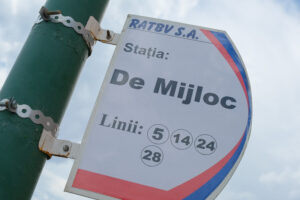 RATBV S.A.
Stația:
De Mijloc
Linii: 5 14 24
28